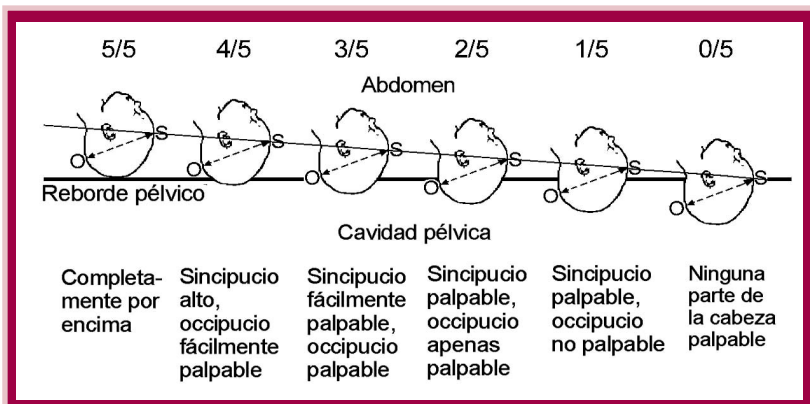 5/5 4/5 3/5 2/5 1/5 0/5
Abdomen
S S S S S S
O O O O O O
Reborde pélvico
Cavidad pélvica
Completa-
mente por
encima
Sincipucio
alto,
occipucio
fácilmente
palpable
Sincipucio
fácilmente
palpable,
occipucio
palpable
Sincipucio
palpable,
occipucio
apenas
palpable
Sincipucio
palpable,
occipucio
no palpable
Ninguna
parte de
la cabeza
palpable